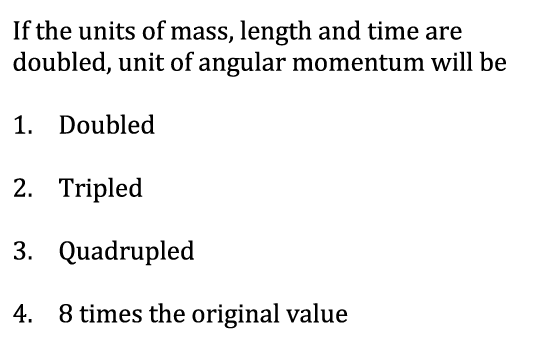 If the units of mass, length and time are
doubled, unit of angular momentum will be
1. Doubled
2. Tripled
3. Quadrupled
4. 8 times the original value